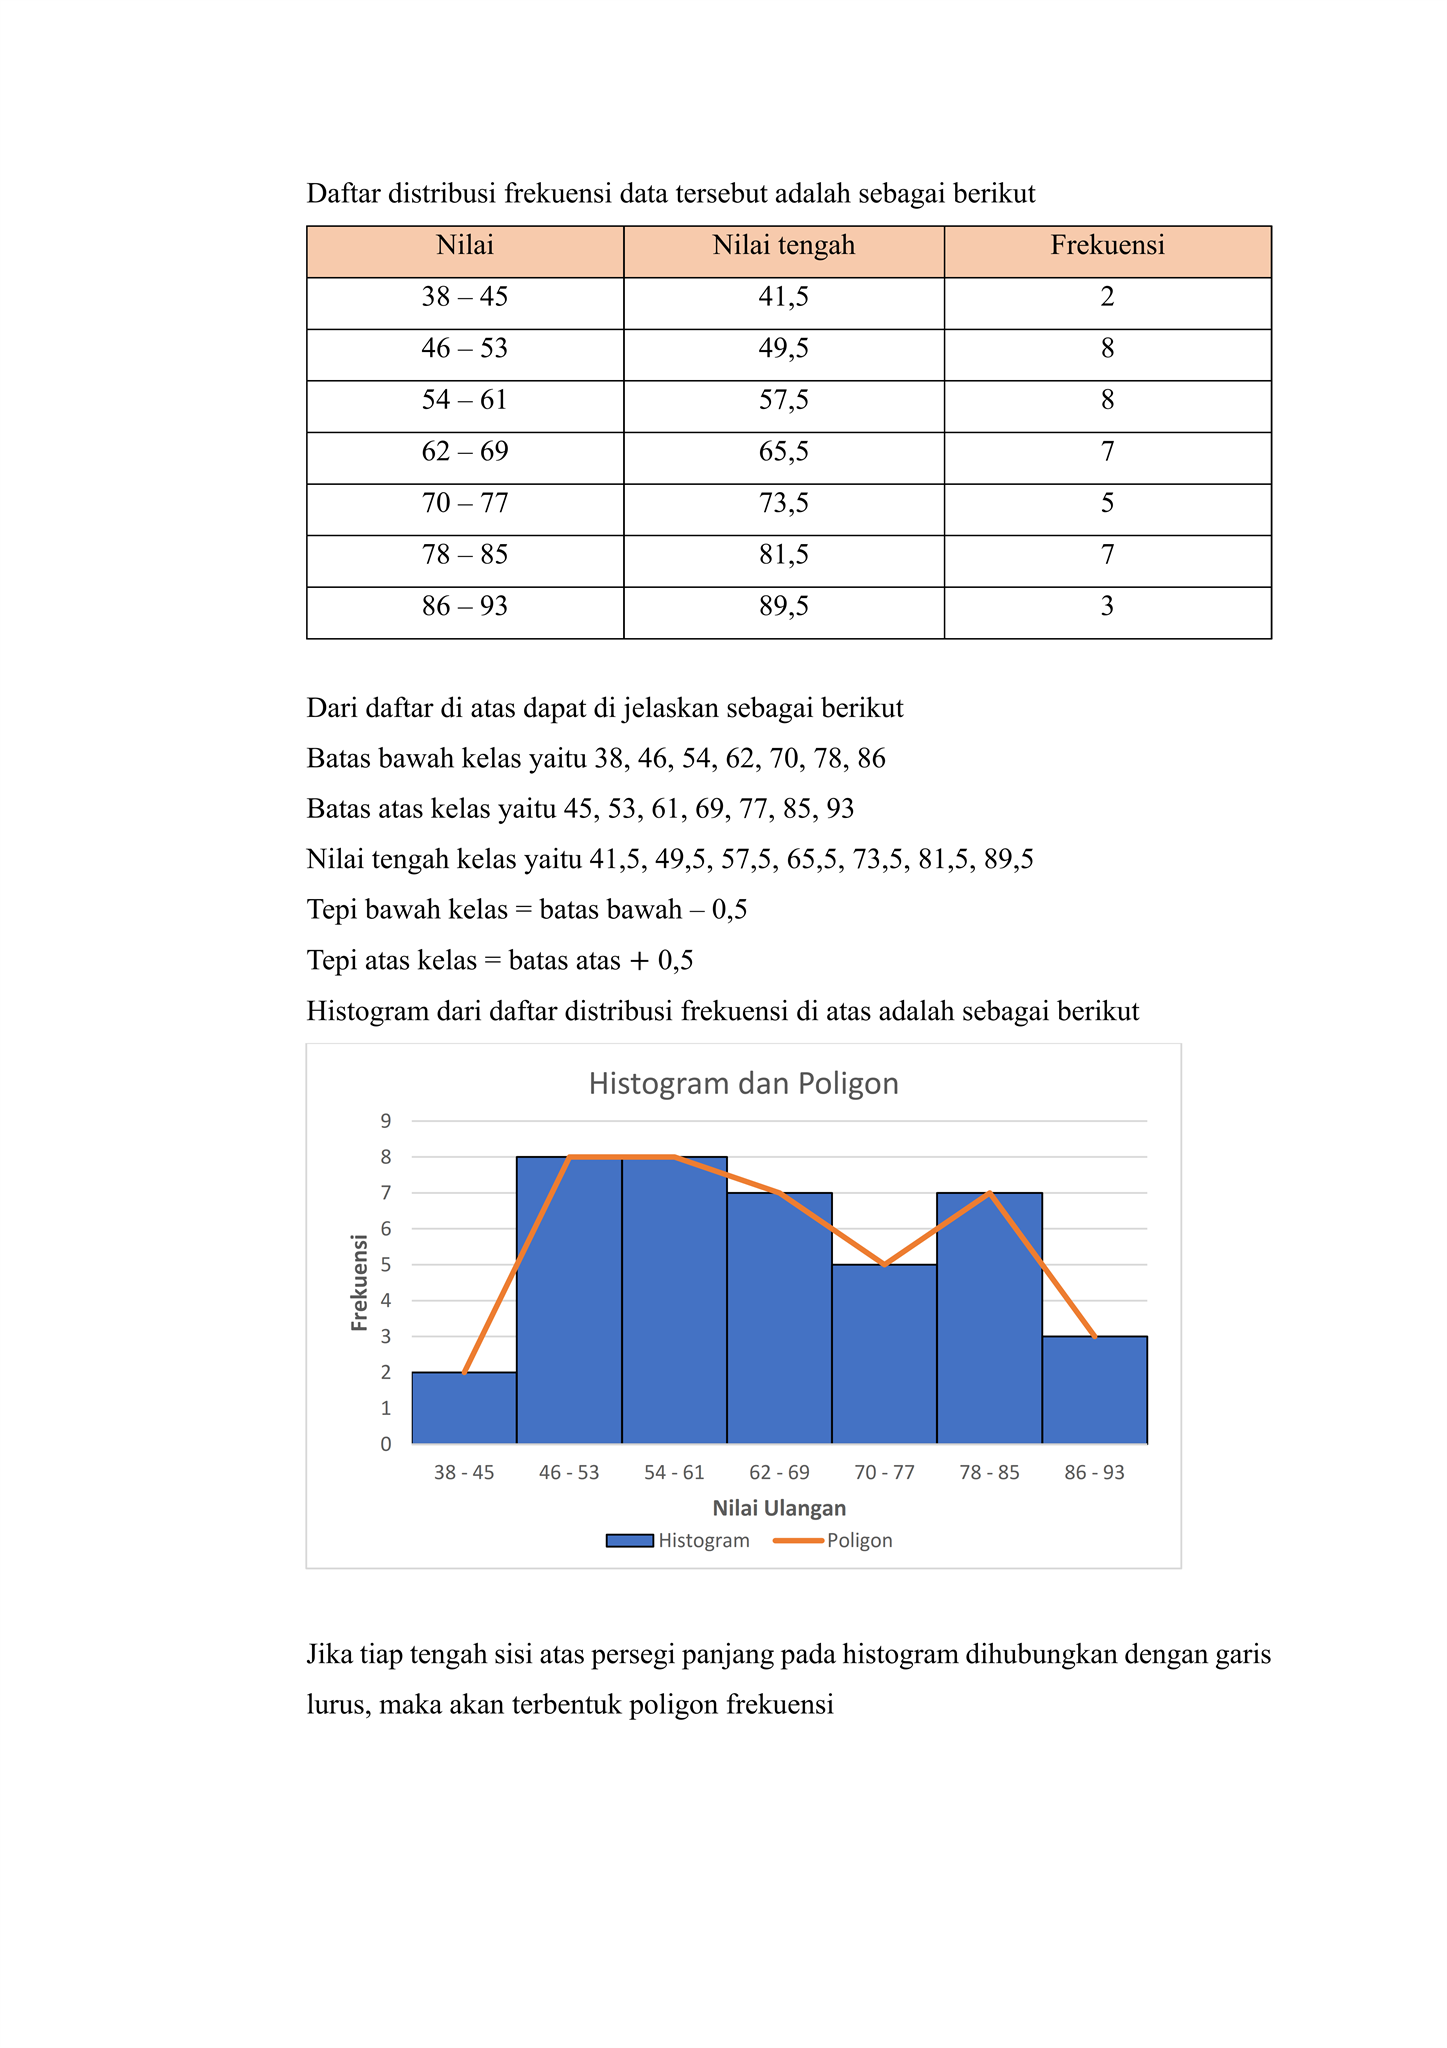 Daftar distribusi frekuensi data tersebut adalah sebagai berikut
Nilai Nilai tengah Frekuensi
38 – 45 41,5 2
46 – 53 49,5 8
54 – 61 57,5 8
62 – 69 65,5 7
70 – 77 73,5 5
78 – 85 81,5 7
86 – 93 89,5 3
Dari daftar di atas dapat di jelaskan sebagai berikut
Batas bawah kelas yaitu 38, 46, 54, 62, 70, 78, 86
Batas atas kelas yaitu 45, 53, 61, 69, 77, 85, 93
Nilai tengah kelas yaitu 41,5, 49,5, 57,5, 65,5, 73,5, 81,5, 89,5
Tepi bawah kelas = batas bawah – 0,5
Tepi atas kelas = batas atas + 0,5
Histogram dari daftar distribusi frekuensi di atas adalah sebagai berikut
Histogram dan Poligon
9
8
7
6
5
4
3
2
1
0
Frekuensi
38 - 45 46 - 53 54 - 61 62 - 69 70 - 77 78 - 85 86 - 93
Nilai Ulangan
Histogram Poligon
Jika tiap tengah sisi atas persegi panjang pada histogram dihubungkan dengan garis
lurus, maka akan terbentuk poligon frekuensi